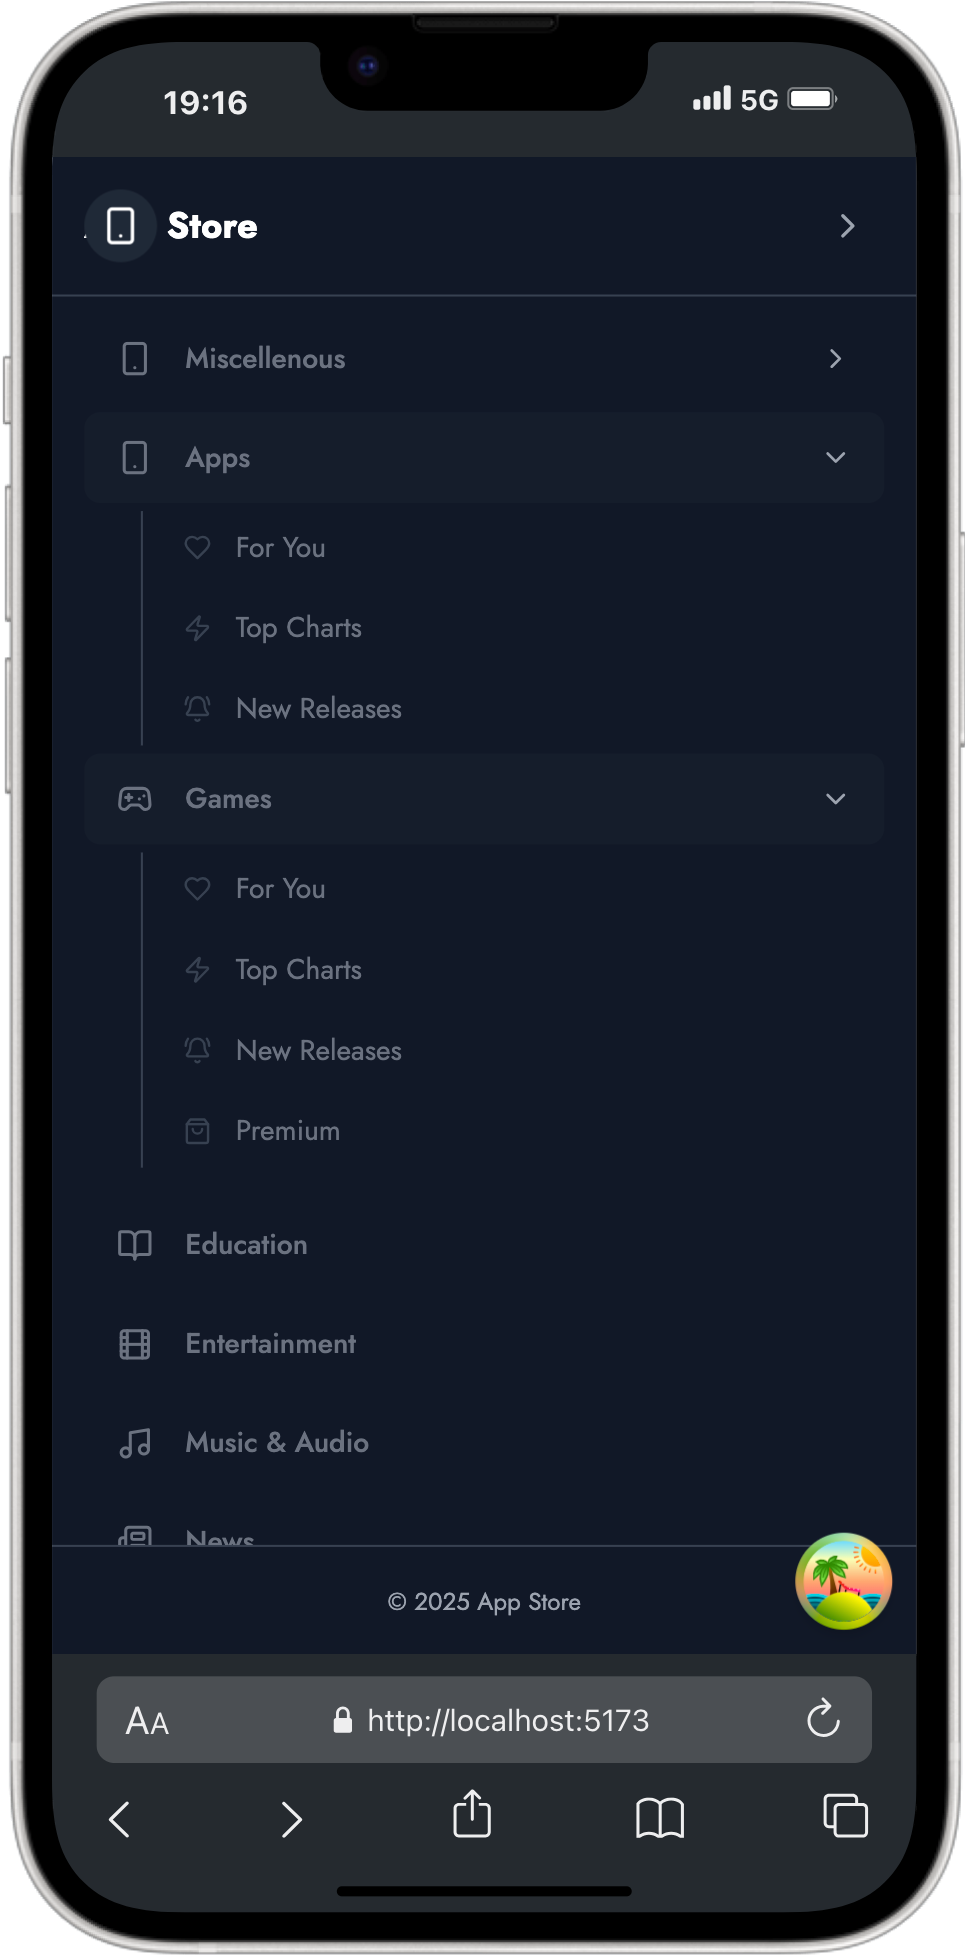 19:16
5G
Store
Miscellenous
Apps
For You
Top Charts
New Releases
Games
For You
Top Charts
New Releases
Premium
Education
Entertainment
Music & Audio
News
© 2025 App Store
AA
http://localhost:5173